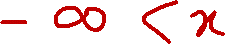 - ∞ < x